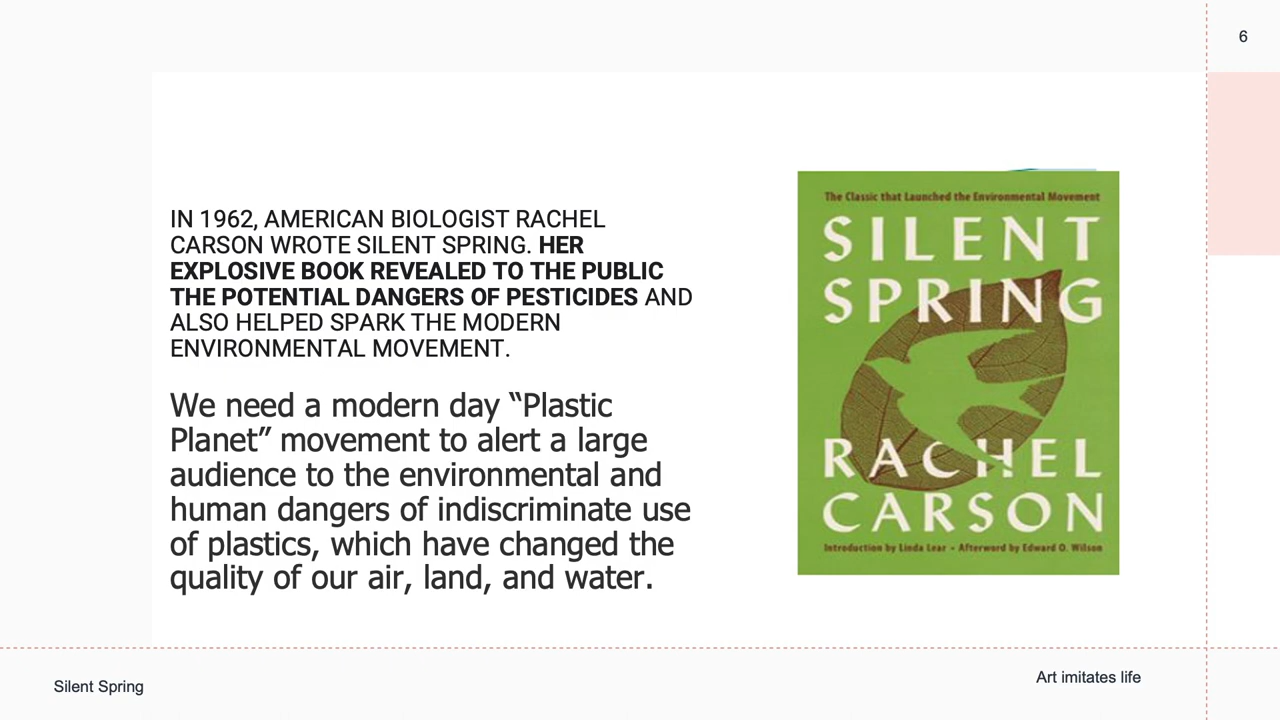 6
IN 1962, AMERICAN BIOLOGIST RACHEL
CARSON WROTE SILENT SPRING. HER
EXPLOSIVE BOOK REVEALED TO THE PUBLIC
THE POTENTIAL DANGERS OF PESTICIDES AND
ALSO HELPED SPARK THE MODERN
ENVIRONMENTAL MOVEMENT.
We need a modern day “Plastic
Planet” movement to alert a large
audience to the environmental and
human dangers of indiscriminate use
of plastics, which have changed the
quality of our air, land, and water.
The Classic that Launched the Environmental Movement
SILENT
SPRING
RACHEL
CARSON
Introduction by Linda Lear - Afterword by Edward O. Wilson
Silent Spring
Art imitates life